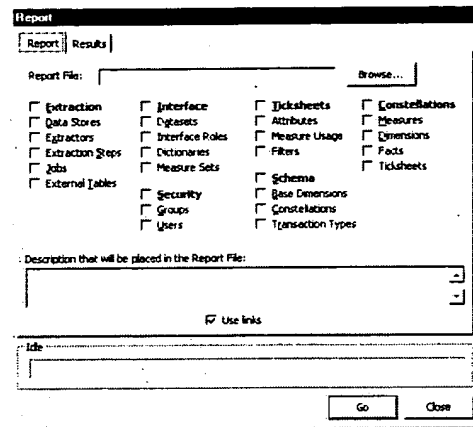 Report
Report Results
Report File:
Browse...
Extraction
Data Stores
Extractors
Extraction Steps
Jobs
External Tables
Interface
Datasets
Interface Roles
Dictionaries
Measure Sets
Security
Groups
Users
Ticksheets
Attributes
Measure Usage
Filters
Schema
Base Dimensions
Constellations
Transaction Types
Constellations
Measures
Dimensions
Facts
Ticksheets
Description that will be placed in the Report File:
Use links
Idle
Go Close